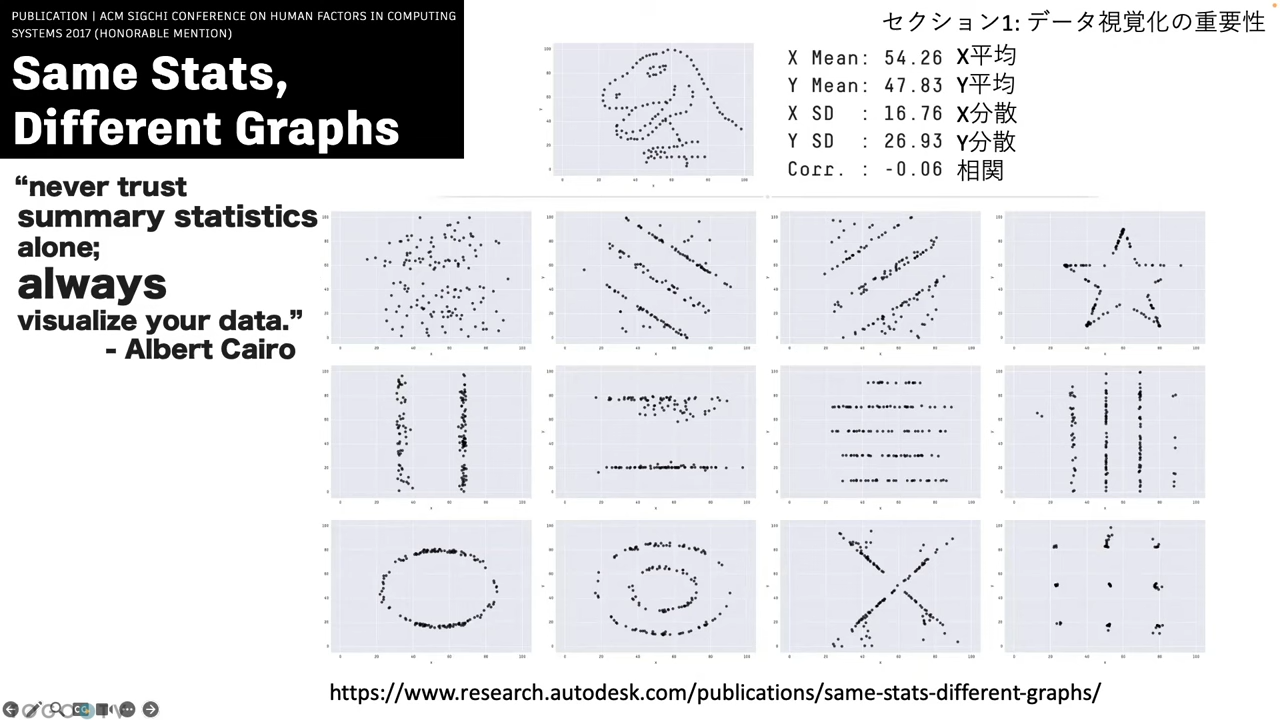 PUBLICATION | ACM SIGCHI CONFERENCE ON HUMAN FACTORS IN COMPUTING
SYSTEMS 2017 (HONORABLE MENTION)
Same Stats,
Different Graphs
“never trust
summary statistics
alone;
always
visualize your data.”
- Albert Cairo
セクション1: データ視覚化の重要性
X Mean: 54.26 X平均
Y Mean: 47.83 Y平均
X SD : 16.76 X分散
Y SD : 26.93 Y分散
Corr. : -0.06 相関
https://www.research.autodesk.com/publications/same-stats-different-graphs/